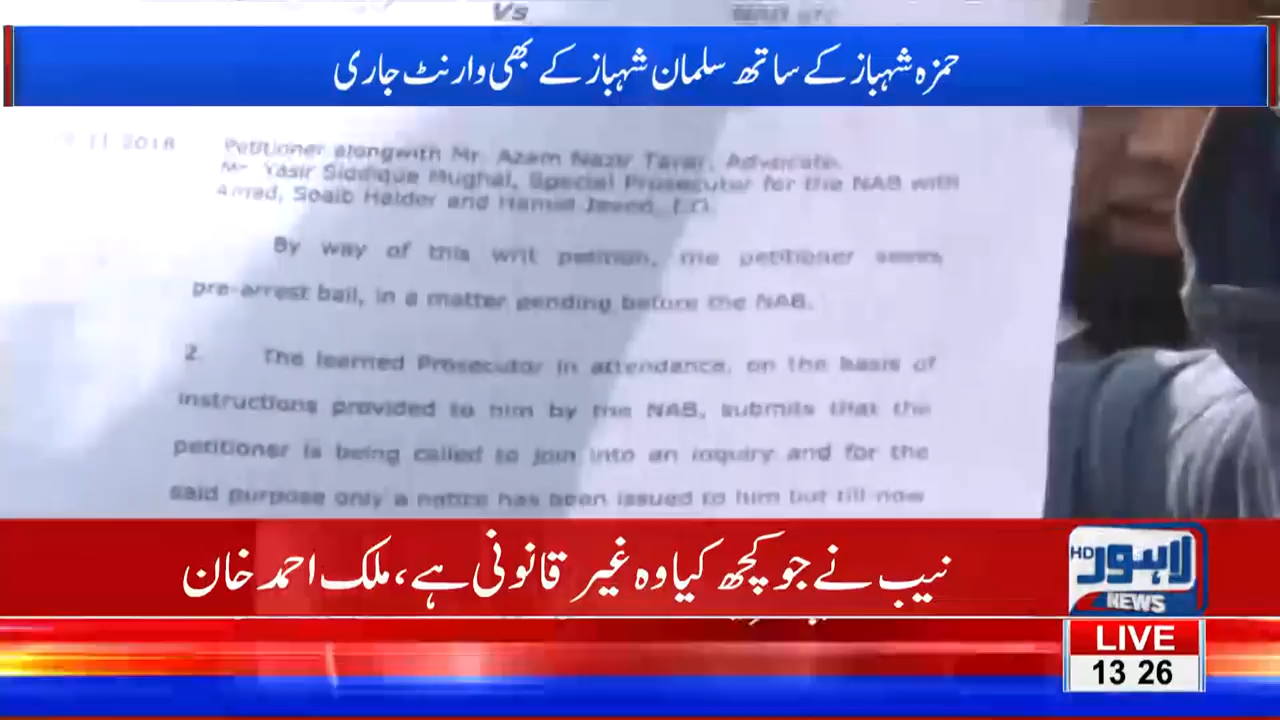 Vs
حمزہ شہباز کے ساتھ سلمان شہباز کے بھی وارنٹ جاری
11 2018
Petitioner alongwith Mr. Azam Nazir Tarar, Advocate.
Mr. Yasir Siddique Mughal, Special Prosecutor for the NAB with
Amjad, Soaib Haider and Hamid Javed, I.O.
By way of this writ petition, the petitioner seeks
pre-arrest bail, in a matter pending before the NAB.
2. The learned Prosecutor in attendance, on the basis of
instructions provided to him by the NAB, submits that the
petitioner is being called to join into an inquiry and for the
said purpose only a notice has been issued to him but till now
نیب نے جو کچھ کیا وہ غیر قانونی ہے، ملک احمد خان
HD
لاہور
NEWS
LIVE
13 26